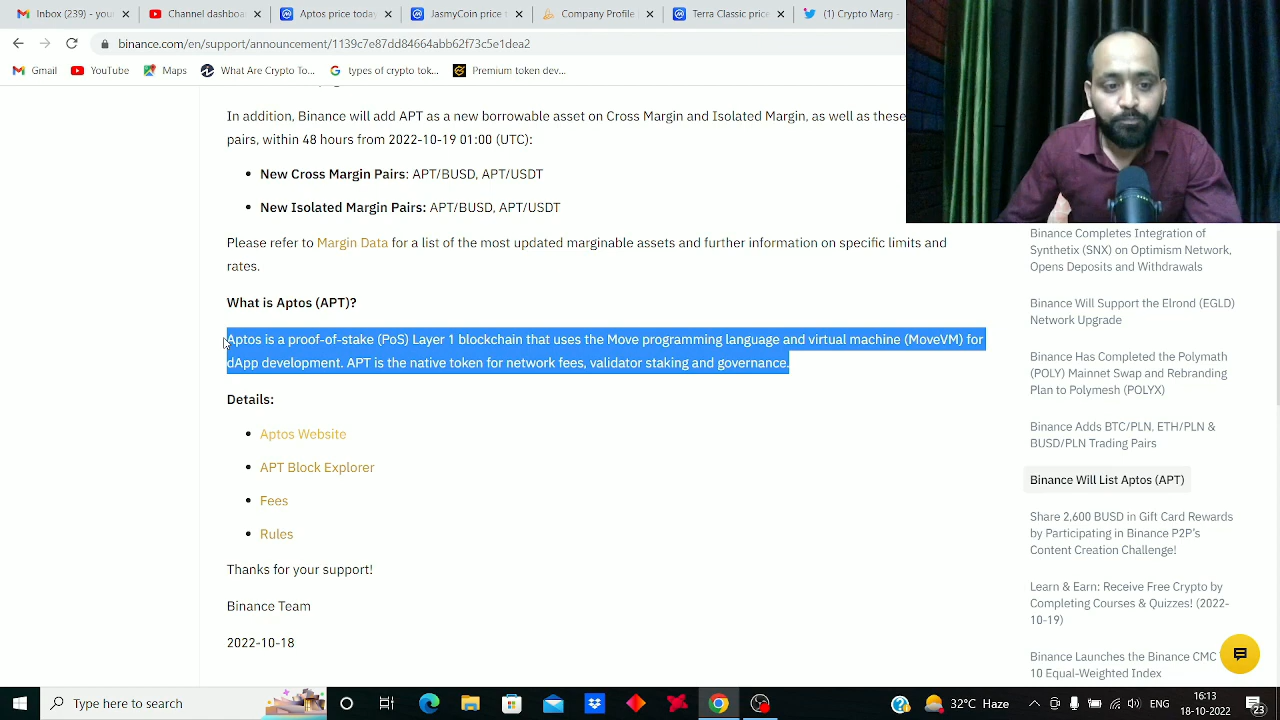 Inbox (239) - m
Top crypto mini
Today's top 100
Jasmycoin price t
Company Profile
Terra Classic price
(1) Crypto Marg -
binance.com/en/support/announcement/1139c7e87dd84664abb62f73c5e1dea2
Gmail
YouTube
Maps
What Are Crypto To...
types of crypto tok...
Premium token dev...
In addition, Binance will add APT as a new borrowable asset on Cross Margin and Isolated Margin, as well as these
pairs, within 48 hours from 2022-10-19 01:00 (UTC):
• New Cross Margin Pairs: APT/BUSD, APT/USDT
• New Isolated Margin Pairs: APT/BUSD, APT/USDT
Please refer to Margin Data for a list of the most updated marginable assets and further information on specific limits and
rates.
What is Aptos (APT)?
Aptos is a proof-of-stake (PoS) Layer 1 blockchain that uses the Move programming language and virtual machine (MoveVM) for
dApp development. APT is the native token for network fees, validator staking and governance.
Details:
• Aptos Website
• APT Block Explorer
• Fees
• Rules
Thanks for your support!
Binance Team
2022-10-18
Binance Completes Integration of
Synthetix (SNX) on Optimism Network,
Opens Deposits and Withdrawals
Binance Will Support the Elrond (EGLD)
Network Upgrade
Binance Has Completed the Polymath
(POLY) Mainnet Swap and Rebranding
Plan to Polymesh (POLYX)
Binance Adds BTC/PLN, ETH/PLN &
BUSD/PLN Trading Pairs
Binance Will List Aptos (APT)
Share 2,600 BUSD in Gift Card Rewards
by Participating in Binance P2P's
Content Creation Challenge!
Learn & Earn: Receive Free Crypto by
Completing Courses & Quizzes! (2022-
10-19)
Binance Launches the Binance CMC
10 Equal-Weighted Index
Type here to search
32°C Haze
16:13
18-10-2022
23